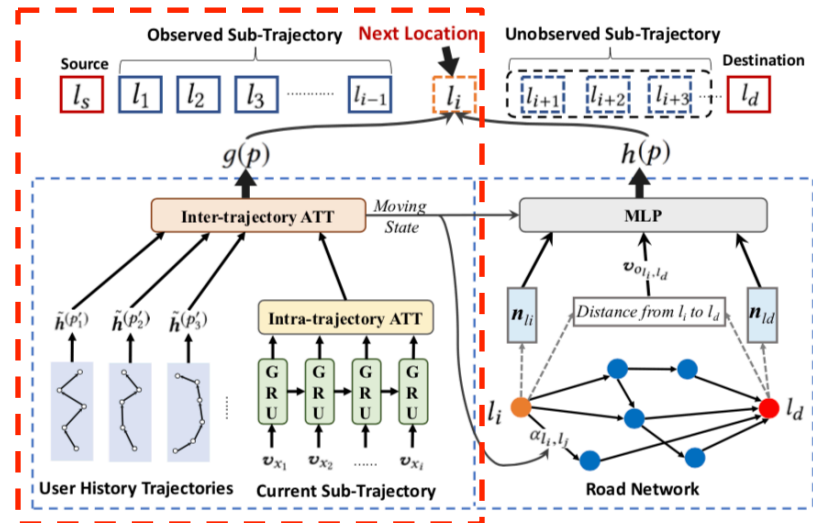 Observed Sub-Trajectory
Next Location
Unobserved Sub-Trajectory
Source
Destination
l_s
l_1
l_2
l_3
............
l_{i-1}
l_i
l_{i+1}
l_{i+2}
l_{i+3}
......
l_d
g(p)
h(p)
Inter-trajectory ATT
Moving
State
MLP
v_{o_{l_i,l_d}}
n_{li}
Distance from l_i to l_d
n_{ld}
h̃^{(p'_1)}
h̃^{(p'_2)}
h̃^{(p'_3)}
Intra-trajectory ATT
GRU
GRU
GRU
GRU
......
v_{x_1}
v_{x_2}
......
v_{x_i}
l_i
α_{l_i,l_j}
l_d
User History Trajectories
Current Sub-Trajectory
Road Network